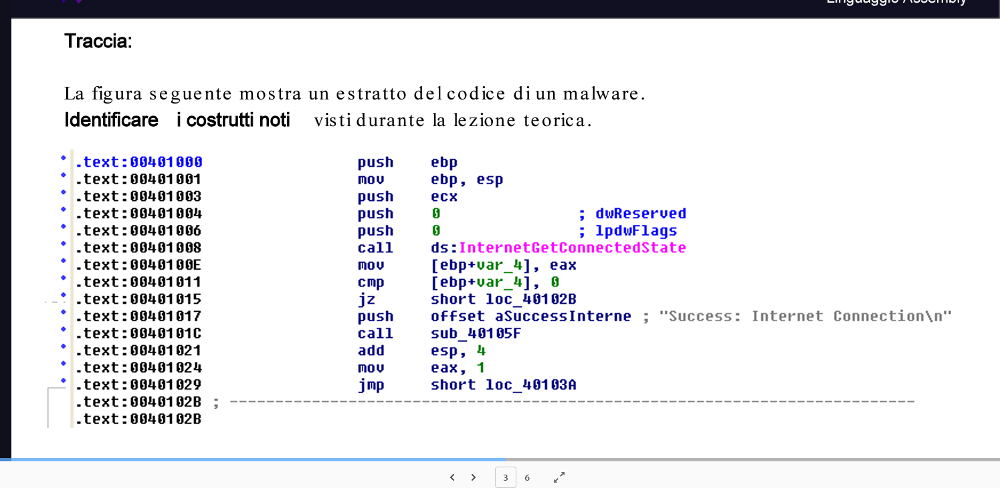 Linguaggio Assembly
Traccia:
La figura seguente mostra un estratto del codice di un malware.
Identificare i costrutti noti visti durante la lezione teorica.
.text:00401000 push ebp
.text:00401001 mov ebp, esp
.text:00401003 push ecx
.text:00401004 push 0 ; dwReserved
.text:00401006 push 0 ; lpdwFlags
.text:00401008 call ds:InternetGetConnectedState
.text:0040100E mov [ebp+var_4], eax
.text:00401011 cmp [ebp+var_4], 0
.text:00401015 jz short loc_40102B
.text:00401017 push offset aSuccessInterne ; "Success: Internet Connection\n"
.text:0040101C call sub_40105F
.text:00401021 add esp, 4
.text:00401024 mov eax, 1
.text:00401029 jmp short loc_40103A
.text:0040102B ; ---------------------------------------------------------------------------
.text:0040102B
3 6